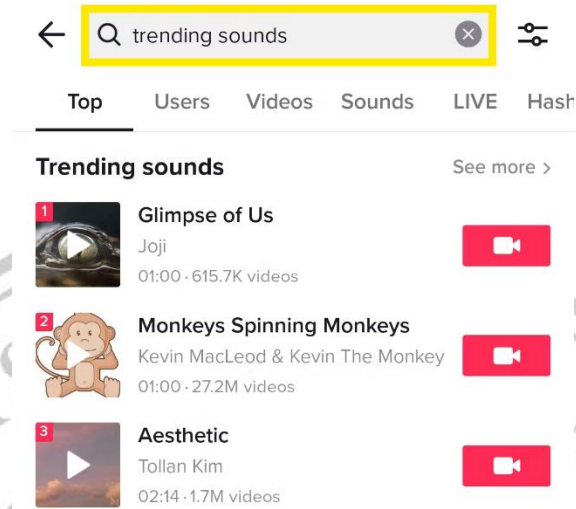 trending sounds
Top Users Videos Sounds LIVE Hash
Trending sounds See more >
1
Glimpse of Us
Joji
01:00 · 615.7K videos
2
Monkeys Spinning Monkeys
Kevin MacLeod & Kevin The Monkey
01:00 · 27.2M videos
3
Aesthetic
Tollan Kim
02:14 · 1.7M videos